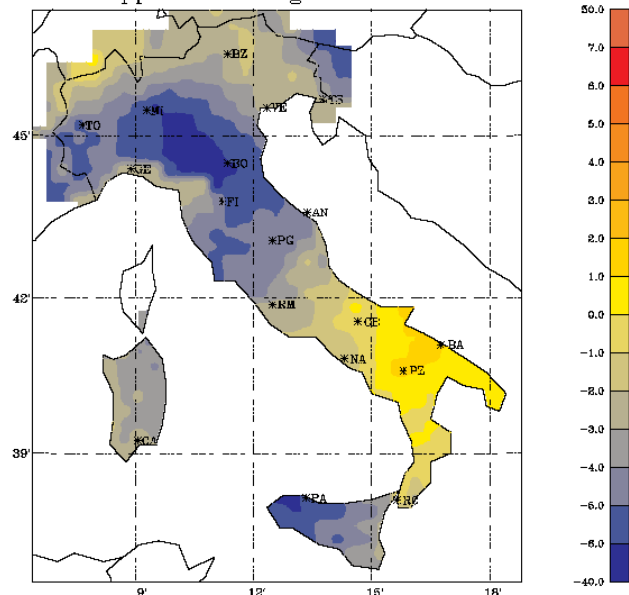 50.0
7.0
*BZ
5.0
*TS
*VE
*MI
4.0
*TO
45'
*BO
3.0
*GE
*FI
*AN
2.0
*PG
1.0
42'
*RM
0.0
*CB
*BA
*NA
-1.0
*PZ
-2.0
*CA
-3.0
39'
-4.0
*PA
*RC
-5.0
-6.0
9'
12'
15'
18'
-40.0